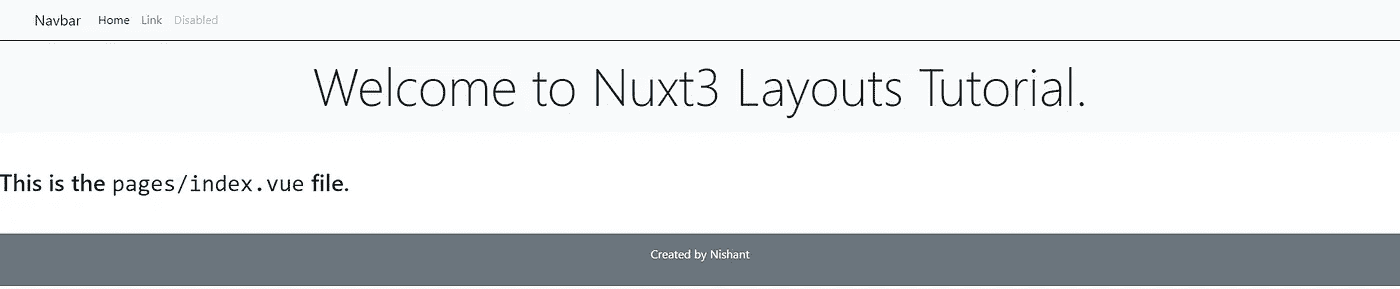 Navbar Home Link Disabled
Welcome to Nuxt3 Layouts Tutorial.
This is the pages/index.vue file.
Created by Nishant